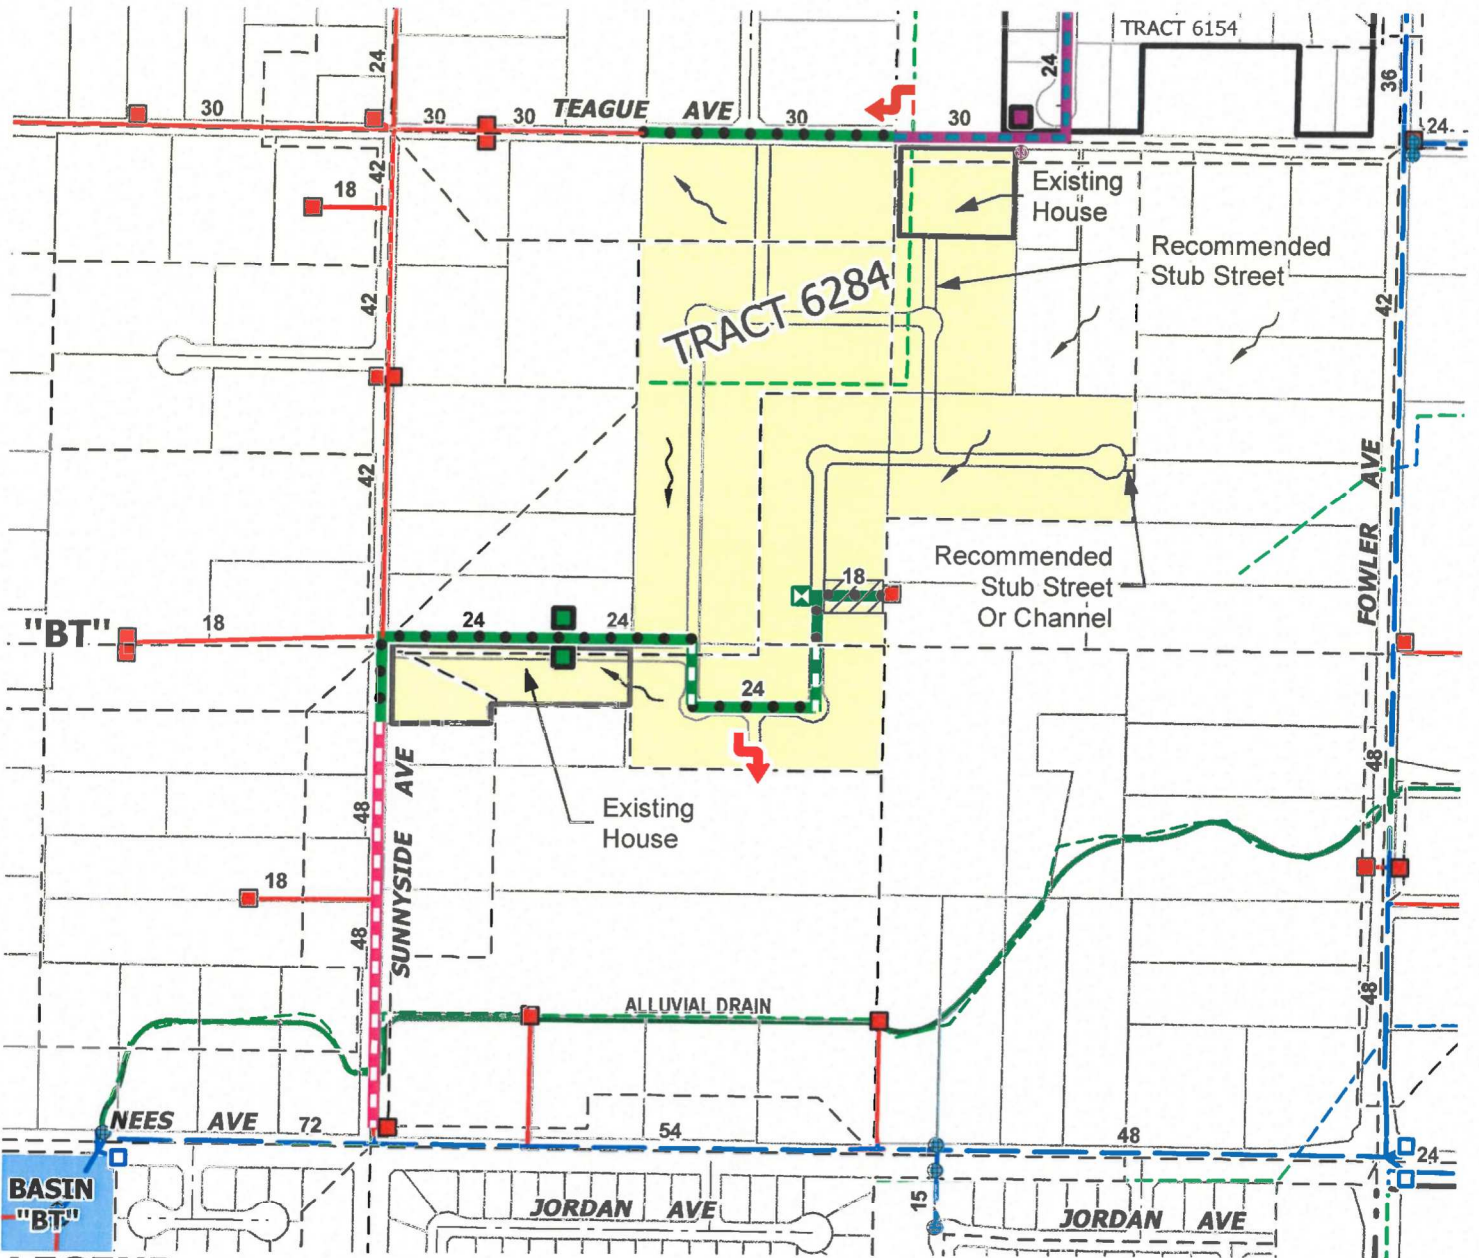 TRACT 6154
24
24
36
30
30
30
TEAGUE AVE
30
30
24
42
18
Existing
House
Recommended
Stub Street
TRACT 6284
42
42
42
Recommended
Stub Street
Or Channel
FOWLER AVE
18
"BT"
18
24
24
24
Existing
House
SUNNYSIDE AVE
48
48
18
48
48
ALLUVIAL DRAIN
NEES AVE
72
54
48
24
BASIN
"BT"
JORDAN AVE
15
JORDAN AVE